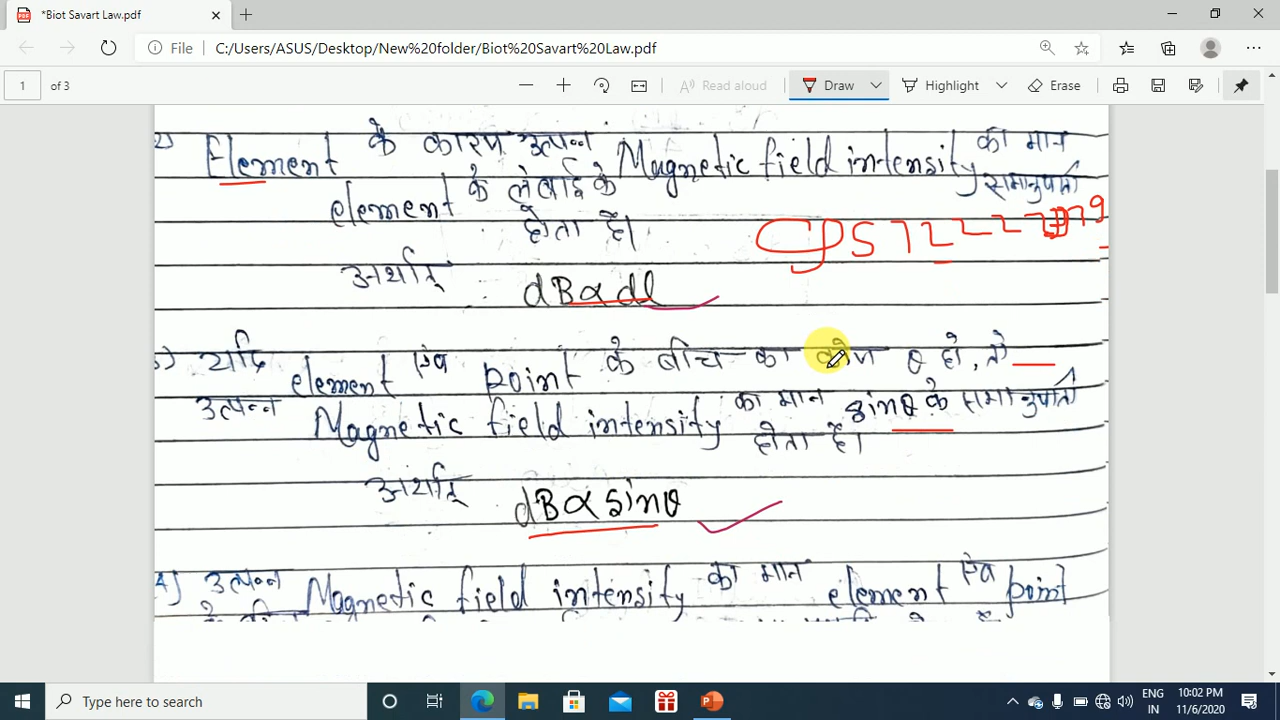 *Biot Savart Law.pdf
File C:/Users/ASUS/Desktop/New%20folder/Biot%20Savart%20Law.pdf
1 of 3 Read aloud Draw Highlight Erase
2) Element के कारण उत्पन्न Magnetic field intensity का मान
element के लंबाई के समानुपाती
होता है।
अर्थात्
dB∝dl
3) यदि element एंव point के बीच का कोण θ हो, तो
उत्पन्न Magnetic field intensity का मान sinθ के समानुपाती
होता है।
अर्थात्
dB∝sinθ
4) उत्पन्न Magnetic field intensity का मान element एंव point
Type here to search
ENG 10:02 PM
IN 11/6/2020